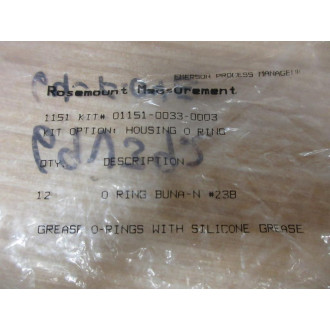 EMERSON PROCESS MANAGEM
Rosemount Measurement
1151 KIT# 01151-0033-0003
KIT OPTION: HOUSING O RING
QTY. DESCRIPTION
12 O RING BUNA-N #238
GREASE O-RINGS WITH SILICONE GREASE